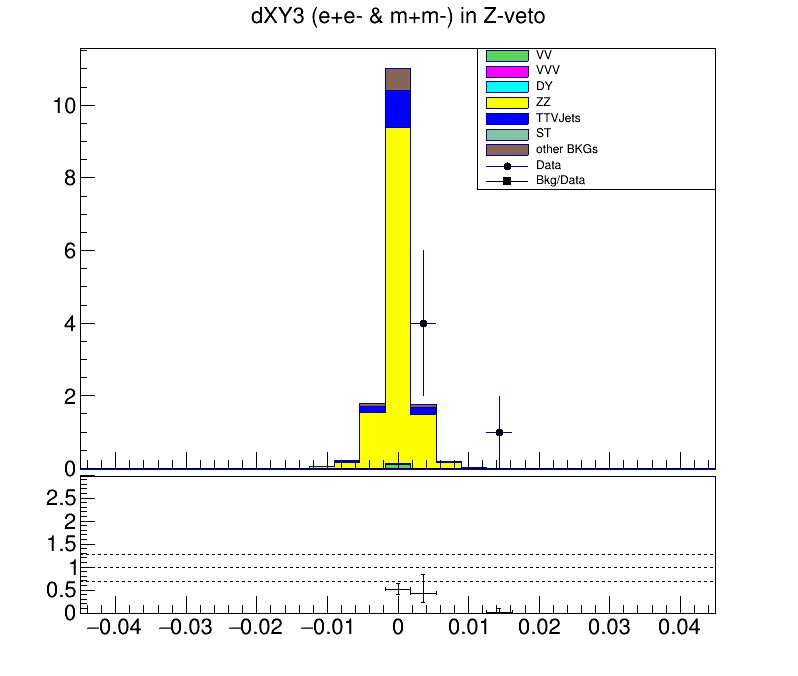 dXY3 (e+e- & m+m-) in Z-veto
VV
VVV
DY
ZZ
TTVJets
ST
other BKGs
Data
Bkg/Data
10
8
6
4
2
0
2.5
2
1.5
1
0.5
0
−0.04 −0.03 −0.02 −0.01 0 0.01 0.02 0.03 0.04